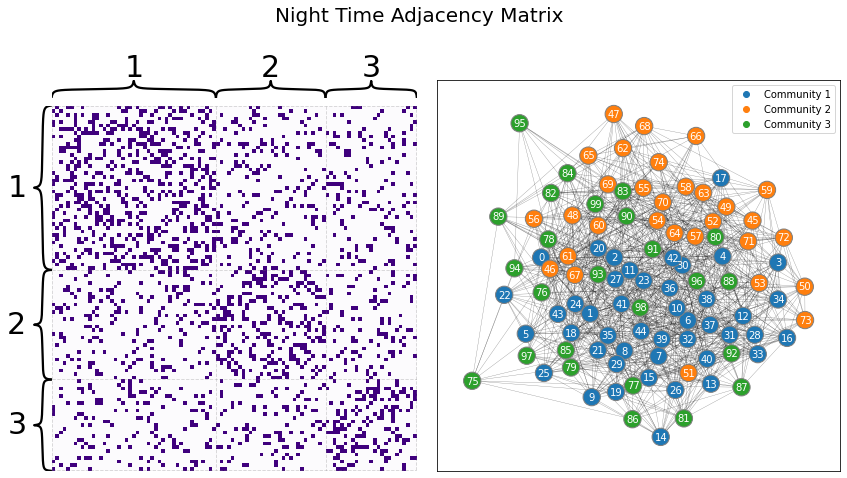 Night Time Adjacency Matrix
1 2 3
1
2
3
Community 1
Community 2
Community 3
47
95 68
66
62
65 74
84 17
82 69 83 55 58 63 59
99 70 49
89 56 48 90 54 52 45
60 64 57 80 71 72
78 20 91
0 61 2 42 4 3
94 46 67 93 11 30
27 23 96 88 53 50
22 76 36 34
24 41 98 38
43 1 10 12 73
6 37
5 18 35 44 39 32 31 28 16
97 85 21 8 7 92 33
79 29 40
75 25 15 51 13
77 26 87
9 19
86 81
14